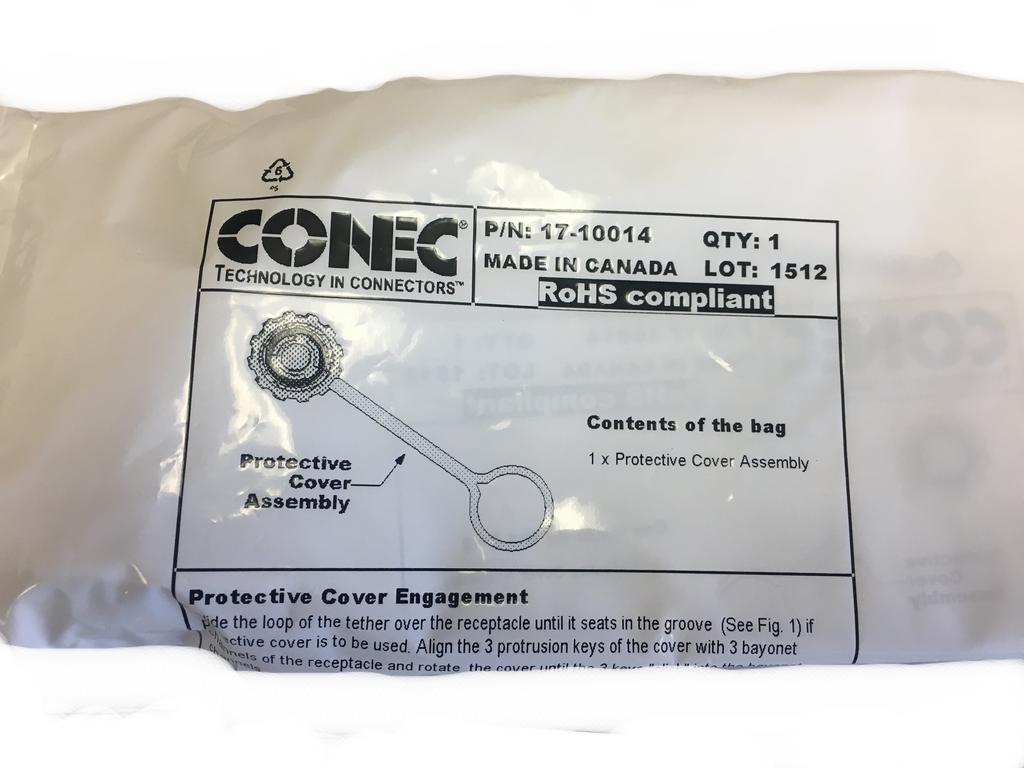 6
PS
CONEC®
TECHNOLOGY IN CONNECTORS™
P/N: 17-10014 QTY: 1
MADE IN CANADA LOT: 1512
RoHS compliant
Contents of the bag
1 x Protective Cover Assembly
Protective
Cover
Assembly
Protective Cover Engagement
the loop of the tether over the receptacle until it seats in the groove (See Fig. 1) if
cover is to be used. Align the 3 protrusion keys of the cover with 3 bayonet
of the receptacle and rotate the cover until the 3 keys